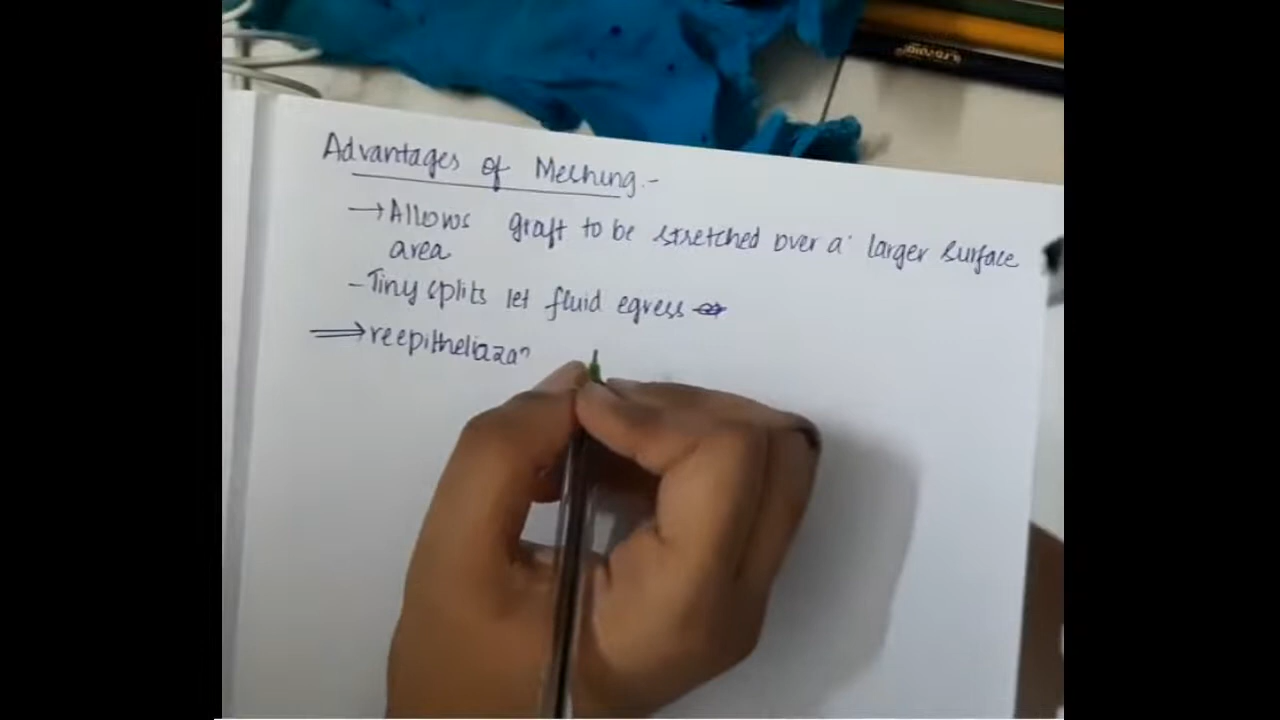 Advantages of Meshing:-
→ Allows graft to be stretched over a larger surface
area
- Tiny splits let fluid egress
⟹ reepitheliazaⁿ